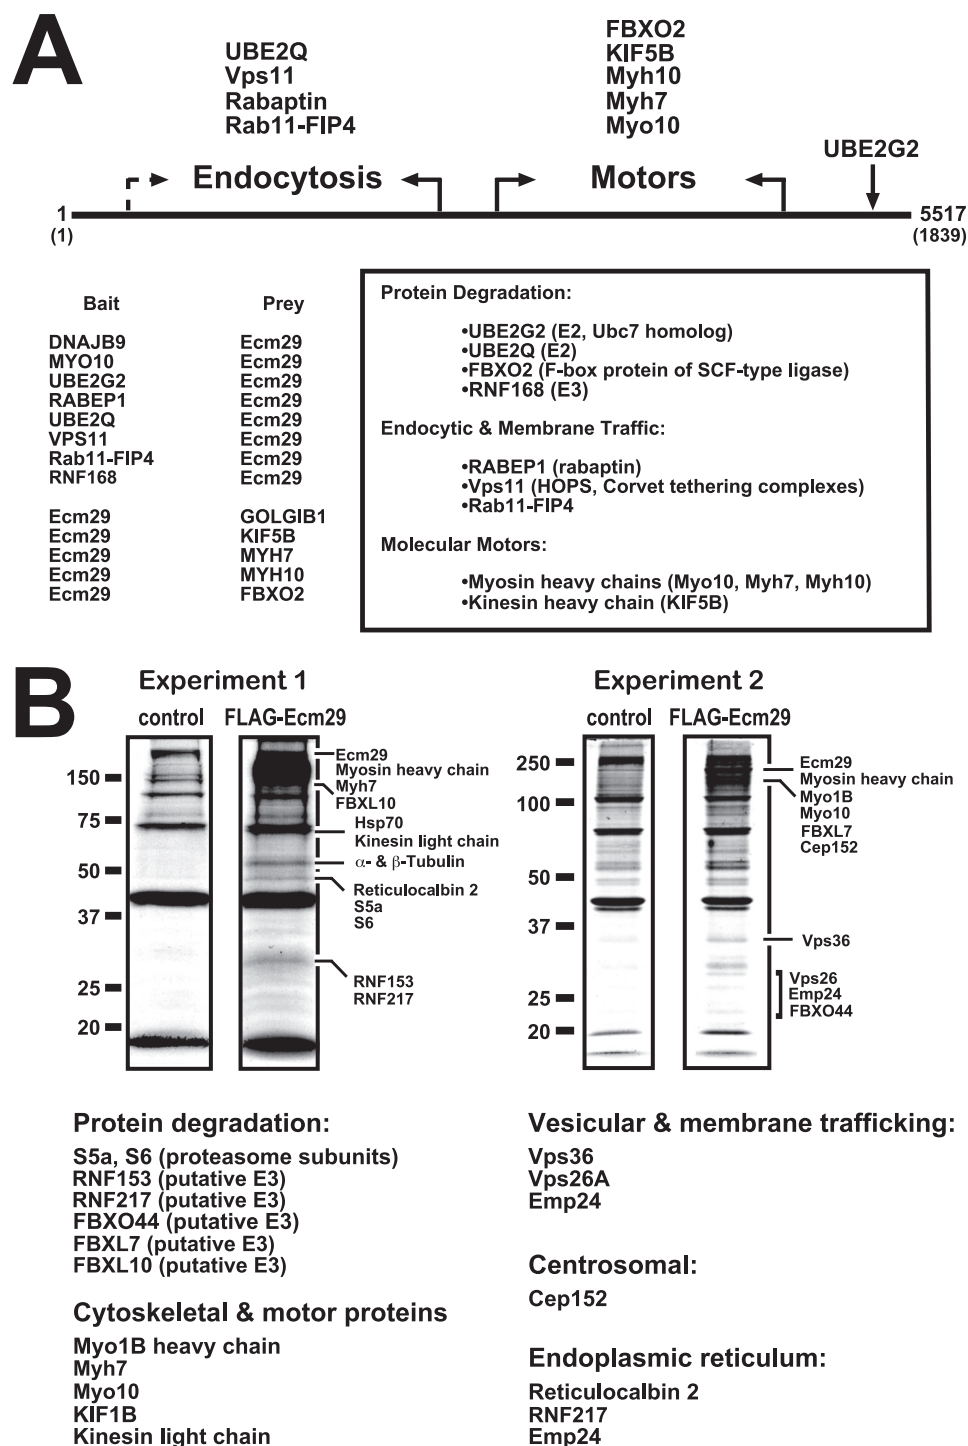 A
UBE2Q
Vps11
Rabaptin
Rab11-FIP4
FBXO2
KIF5B
Myh10
Myh7
Myo10
UBE2G2
Endocytosis
Motors
1
(1)
5517
(1839)
Bait Prey
DNAJB9 Ecm29
MYO10 Ecm29
UBE2G2 Ecm29
RABEP1 Ecm29
UBE2Q Ecm29
VPS11 Ecm29
Rab11-FIP4 Ecm29
RNF168 Ecm29
Ecm29 GOLGIB1
Ecm29 KIF5B
Ecm29 MYH7
Ecm29 MYH10
Ecm29 FBXO2
Protein Degradation:
•UBE2G2 (E2, Ubc7 homolog)
•UBE2Q (E2)
•FBXO2 (F-box protein of SCF-type ligase)
•RNF168 (E3)
Endocytic & Membrane Traffic:
•RABEP1 (rabaptin)
•Vps11 (HOPS, Corvet tethering complexes)
•Rab11-FIP4
Molecular Motors:
•Myosin heavy chains (Myo10, Myh7, Myh10)
•Kinesin heavy chain (KIF5B)
B
Experiment 1
control FLAG-Ecm29
150
75
50
37
25
20
Ecm29
Myosin heavy chain
Myh7
FBXL10
Hsp70
Kinesin light chain
α- & β-Tubulin
Reticulocalbin 2
S5a
S6
RNF153
RNF217
Experiment 2
control FLAG-Ecm29
250
100
50
37
25
20
Ecm29
Myosin heavy chain
Myo1B
Myo10
FBXL7
Cep152
Vps36
Vps26
Emp24
FBXO44
Protein degradation:
S5a, S6 (proteasome subunits)
RNF153 (putative E3)
RNF217 (putative E3)
FBXO44 (putative E3)
FBXL7 (putative E3)
FBXL10 (putative E3)
Cytoskeletal & motor proteins
Myo1B heavy chain
Myh7
Myo10
KIF1B
Kinesin light chain
Vesicular & membrane trafficking:
Vps36
Vps26A
Emp24
Centrosomal:
Cep152
Endoplasmic reticulum:
Reticulocalbin 2
RNF217
Emp24